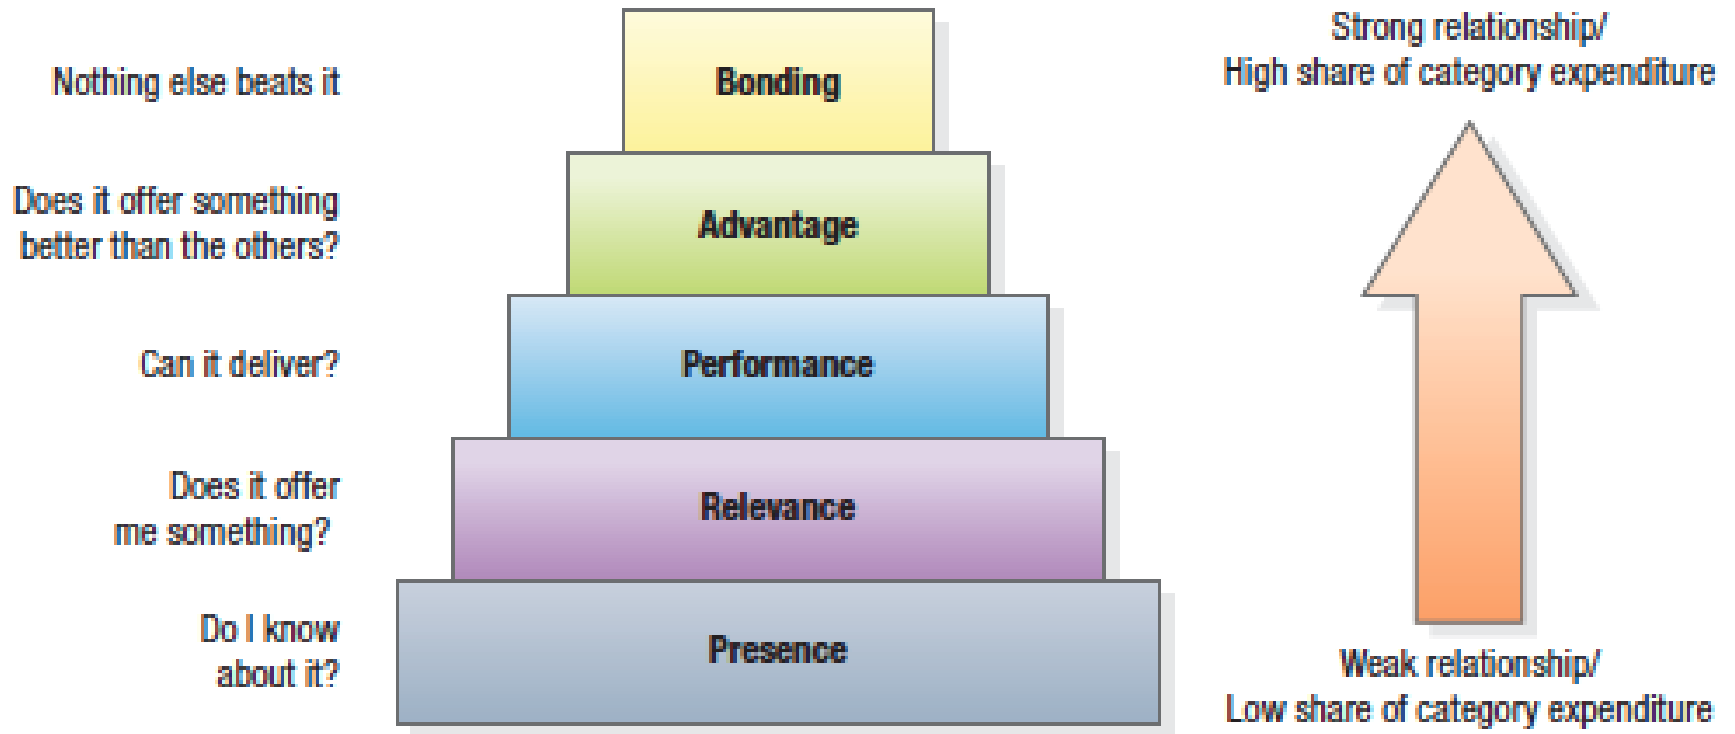 Strong relationship/
High share of category expenditure
Nothing else beats it
Bonding
Does it offer something
better than the others?
Advantage
Can it deliver?
Performance
Does it offer
me something?
Relevance
Do I know
about it?
Presence
Weak relationship/
Low share of category expenditure